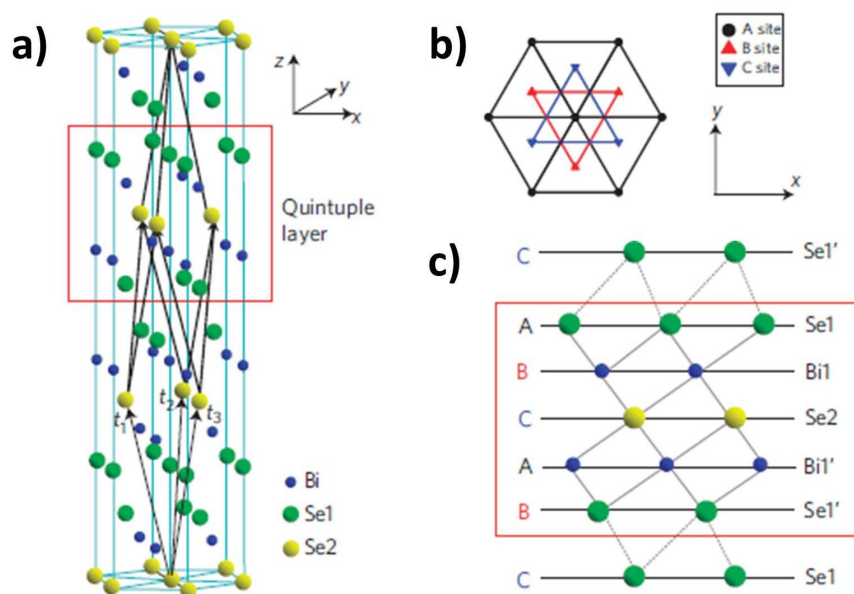 a)
z
y
x
Quintuple
layer
t1
t2
t3
Bi
Se1
Se2
b)
A site
B site
C site
y
x
c)
C Se1′
A Se1
B Bi1
C Se2
A Bi1′
B Se1′
C Se1